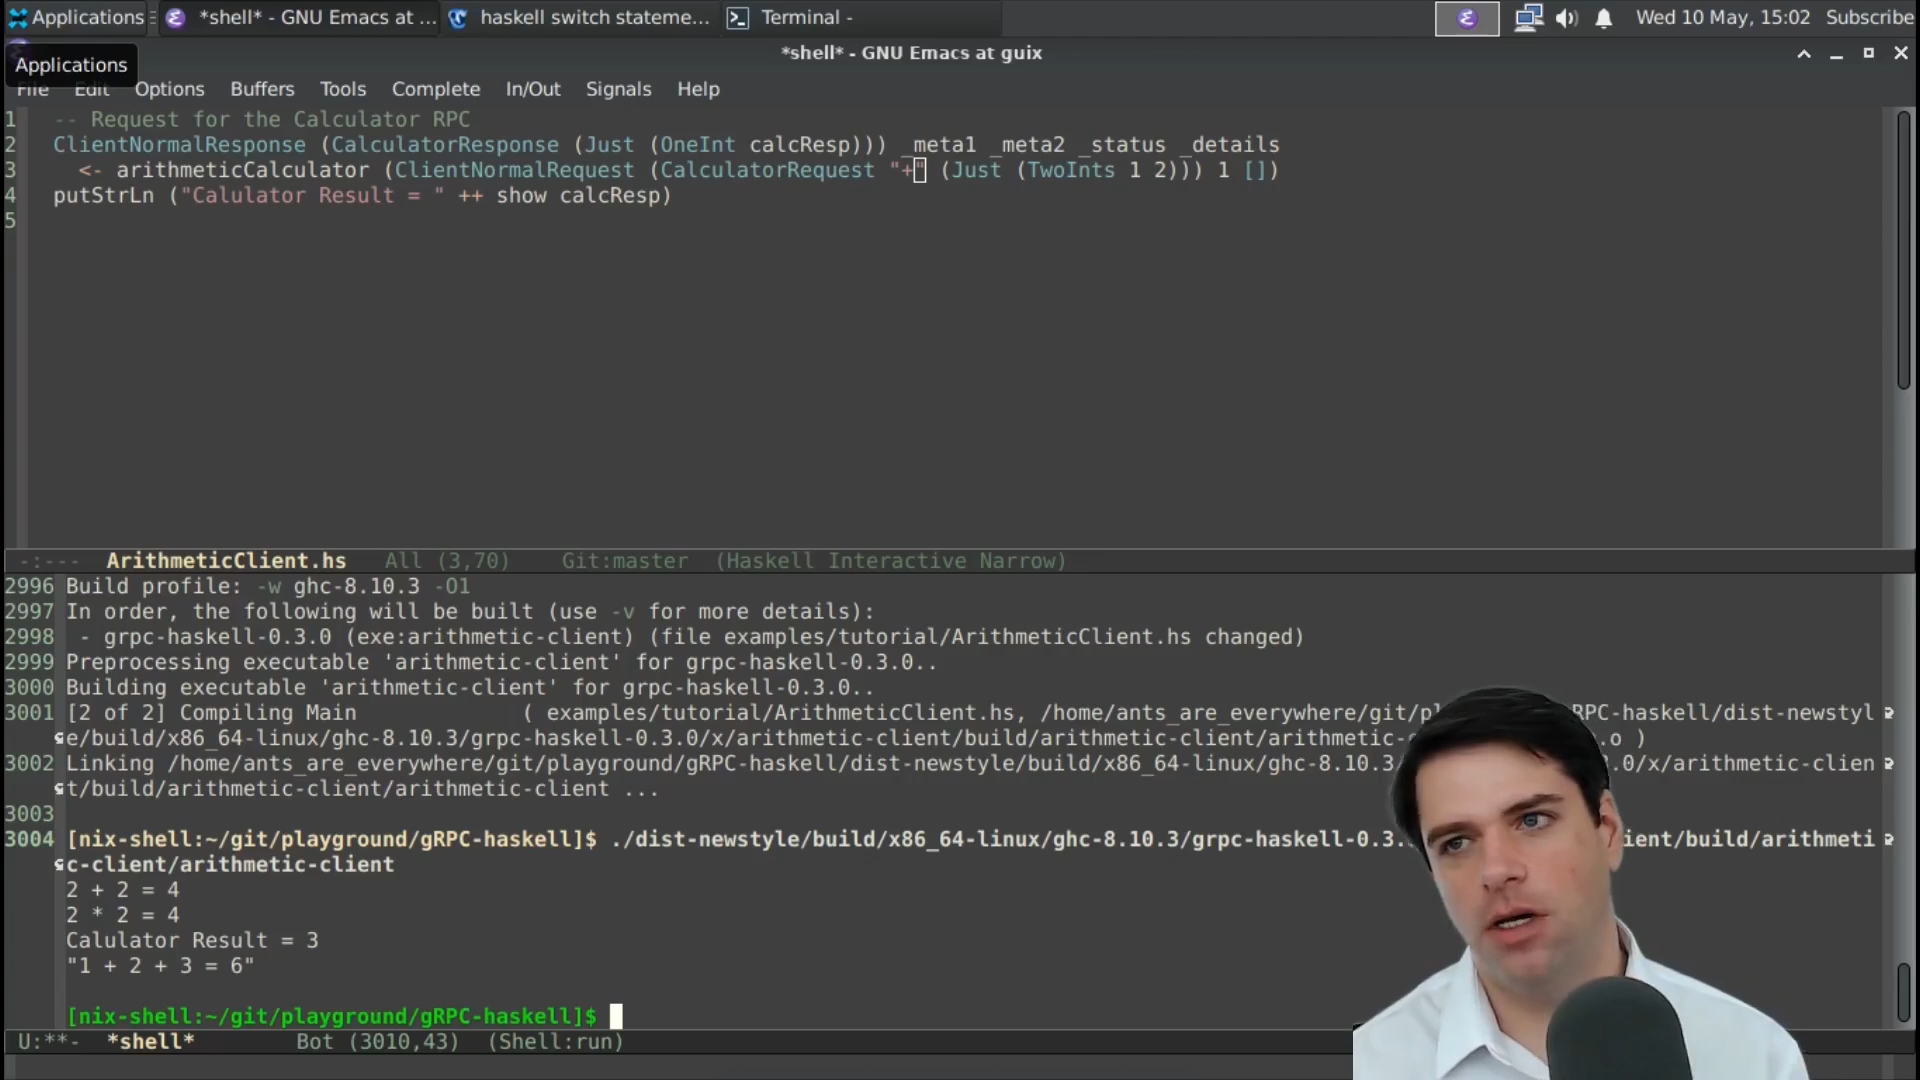 Applications
*shell* - GNU Emacs at ...
haskell switch stateme...
Terminal -
Wed 10 May, 15:02
Subscribe
*shell* - GNU Emacs at guix
Applications
File Edit Options Buffers Tools Complete In/Out Signals Help
1 -- Request for the Calculator RPC
2 ClientNormalResponse (CalculatorResponse (Just (OneInt calcResp))) _meta1 _meta2 _status _details
3 <- arithmeticCalculator (ClientNormalRequest (CalculatorRequest "+" (Just (TwoInts 1 2))) 1 [])
4 putStrLn ("Calulator Result = " ++ show calcResp)
5
-:--- ArithmeticClient.hs All (3,70) Git:master (Haskell Interactive Narrow)
2996 Build profile: -w ghc-8.10.3 -O1
2997 In order, the following will be built (use -v for more details):
2998 - grpc-haskell-0.3.0 (exe:arithmetic-client) (file examples/tutorial/ArithmeticClient.hs changed)
2999 Preprocessing executable 'arithmetic-client' for grpc-haskell-0.3.0..
3000 Building executable 'arithmetic-client' for grpc-haskell-0.3.0..
3001 [2 of 2] Compiling Main ( examples/tutorial/ArithmeticClient.hs, /home/ants_are_everywhere/git/pl RPC-haskell/dist-newstyl
e/build/x86_64-linux/ghc-8.10.3/grpc-haskell-0.3.0/x/arithmetic-client/build/arithmetic-client/arithmetic-c .o )
3002 Linking /home/ants_are_everywhere/git/playground/gRPC-haskell/dist-newstyle/build/x86_64-linux/ghc-8.10.3 .0/x/arithmetic-clien
t/build/arithmetic-client/arithmetic-client ...
3003
3004 [nix-shell:~/git/playground/gRPC-haskell]$ ./dist-newstyle/build/x86_64-linux/ghc-8.10.3/grpc-haskell-0.3. ient/build/arithmeti
c-client/arithmetic-client
2 + 2 = 4
2 * 2 = 4
Calulator Result = 3
"1 + 2 + 3 = 6"
[nix-shell:~/git/playground/gRPC-haskell]$
U:**- *shell* Bot (3010,43) (Shell:run)